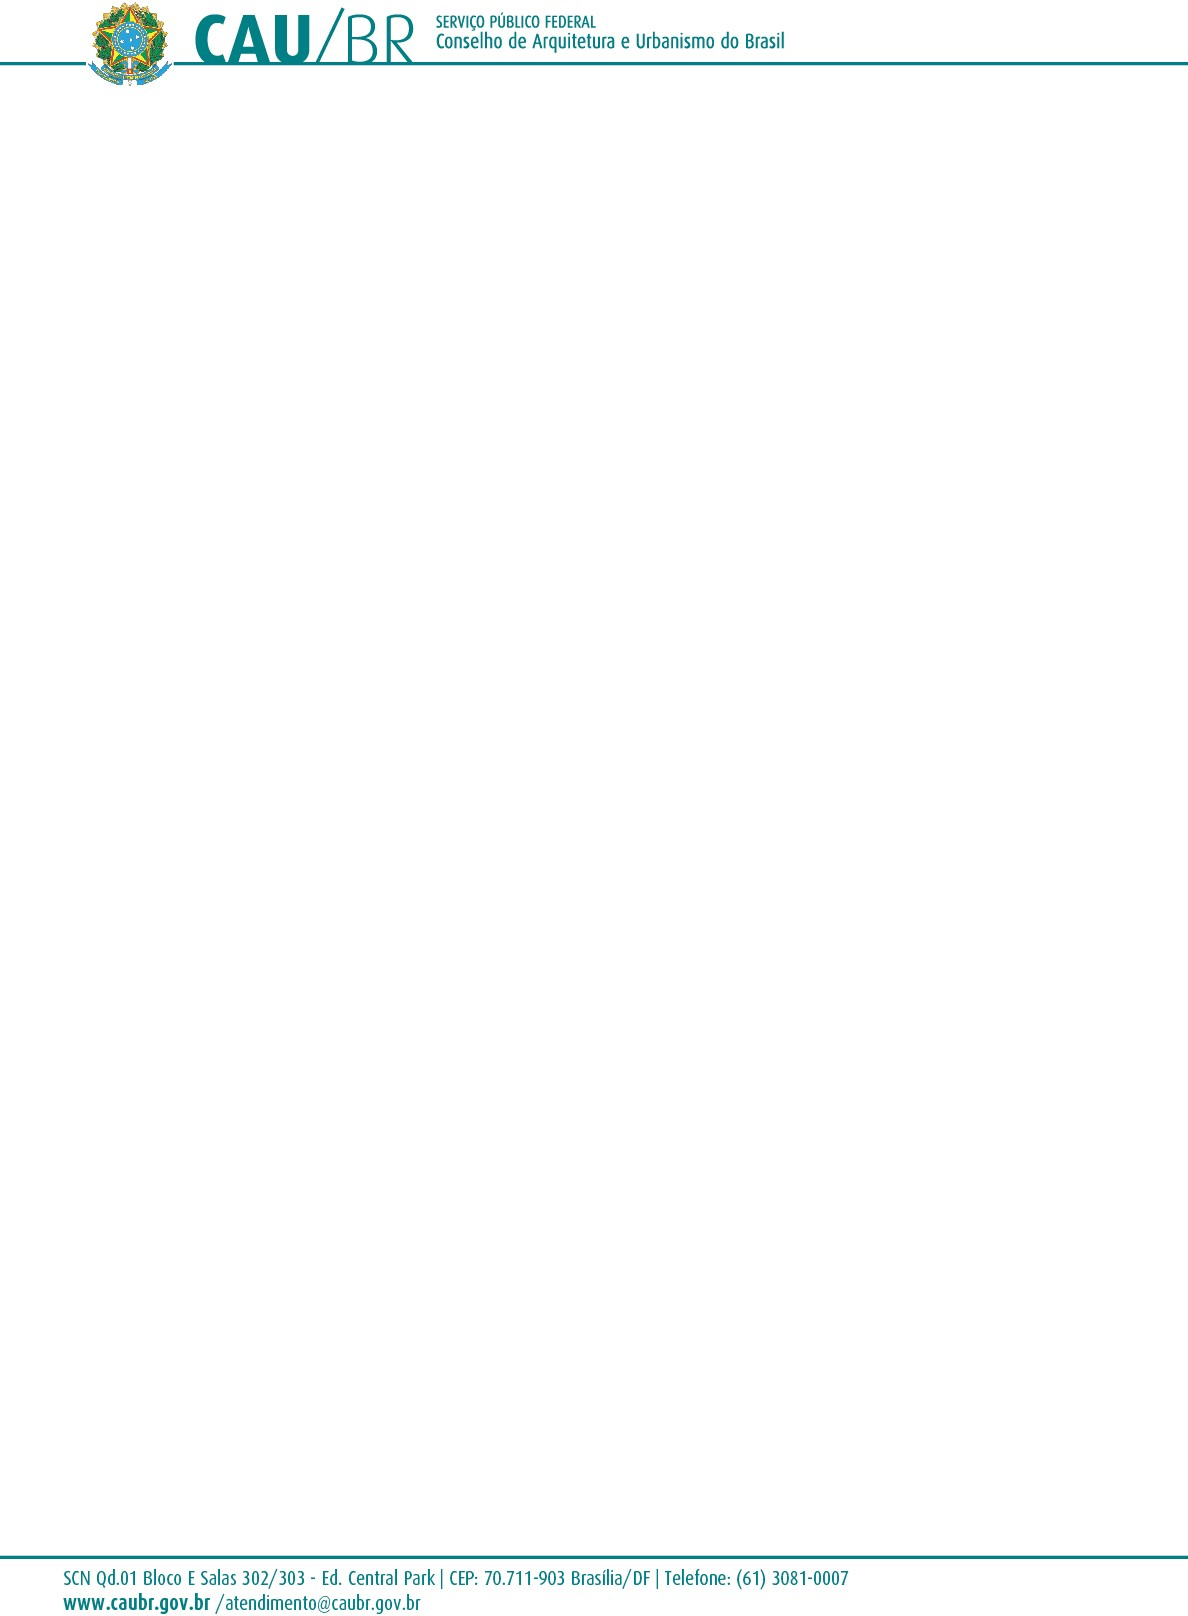 CAU/BR
SERVIÇO PÚBLICO FEDERAL
Conselho de Arquitetura e Urbanismo do Brasil
SCN Qd.01 Bloco E Salas 302/303 - Ed. Central Park | CEP: 70.711-903 Brasília/DF | Telefone: (61) 3081-0007
www.caubr.gov.br /atendimento@caubr.gov.br